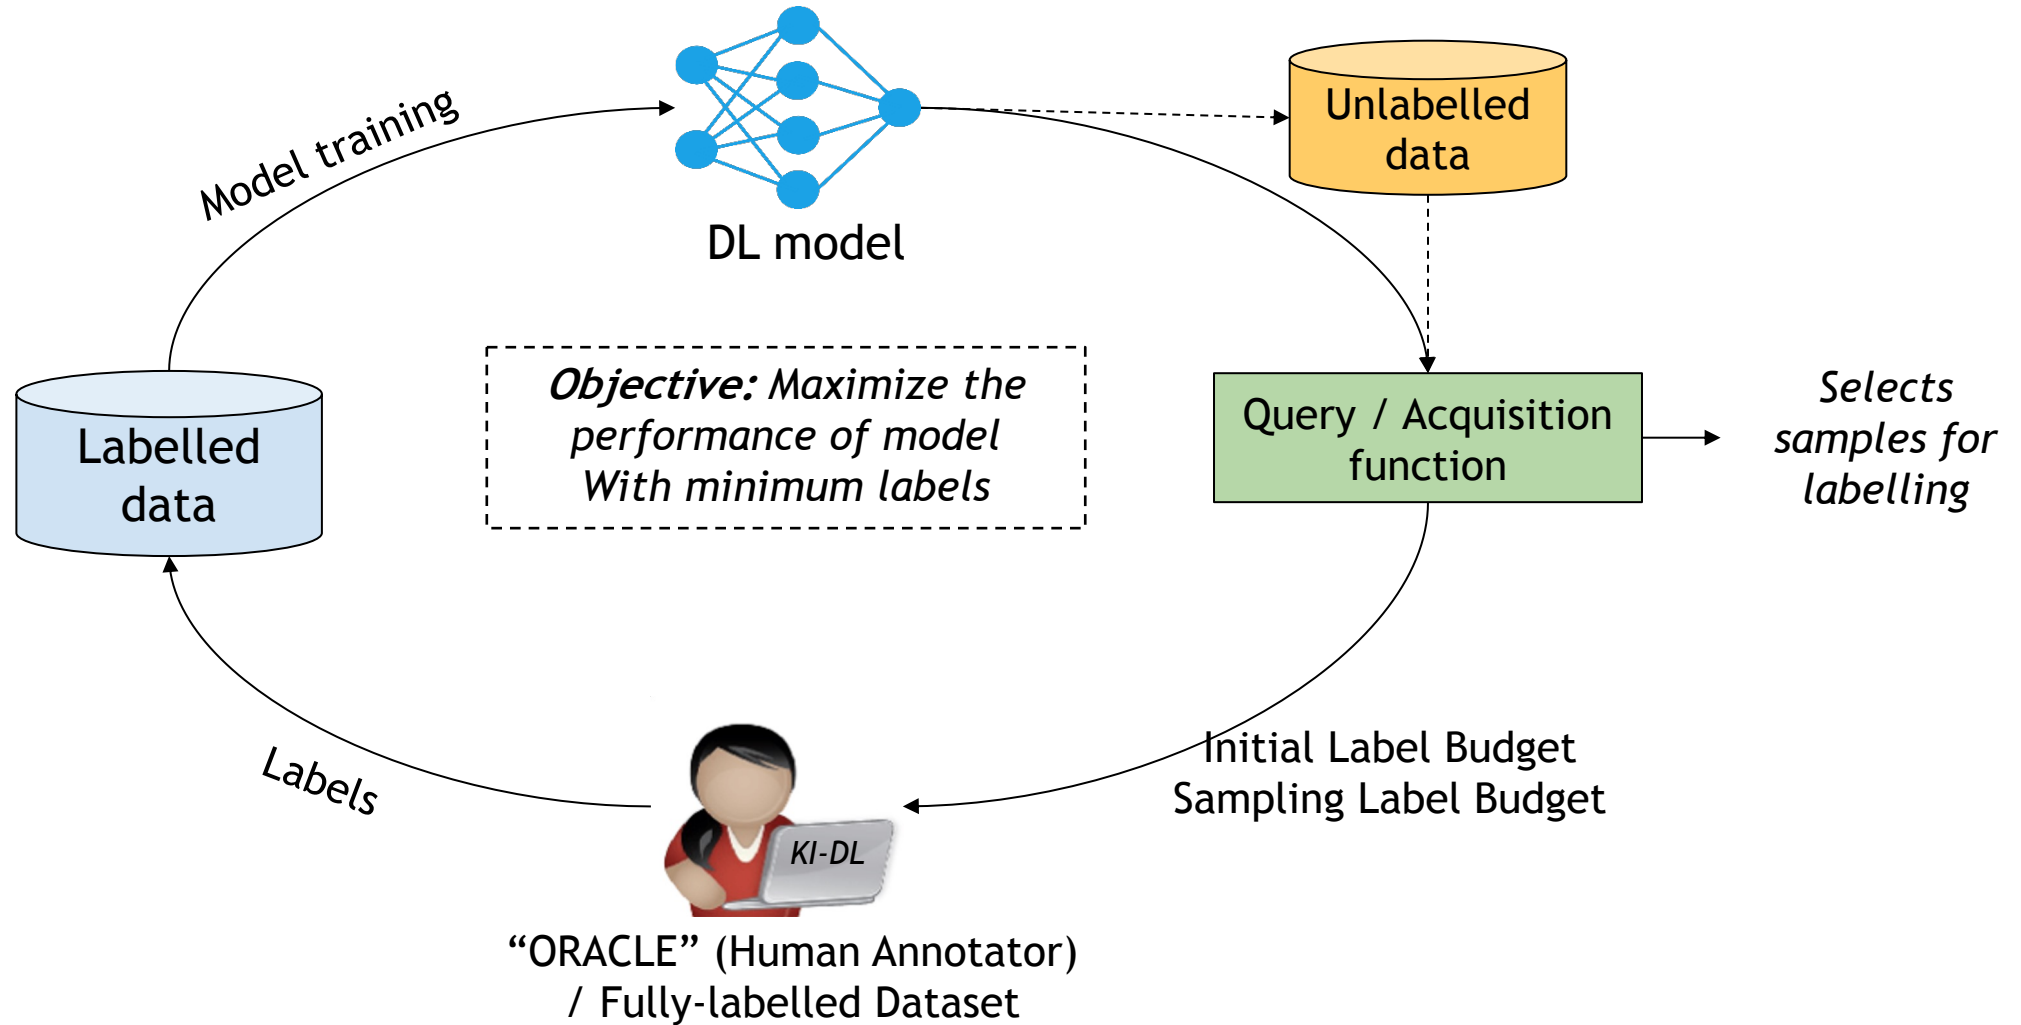 Model training
DL model
Unlabelled
data
Labelled
data
Objective: Maximize the
performance of model
With minimum labels
Query / Acquisition
function
Selects
samples for
labelling
Labels
Initial Label Budget
Sampling Label Budget
KI-DL
“ORACLE” (Human Annotator)
/ Fully-labelled Dataset